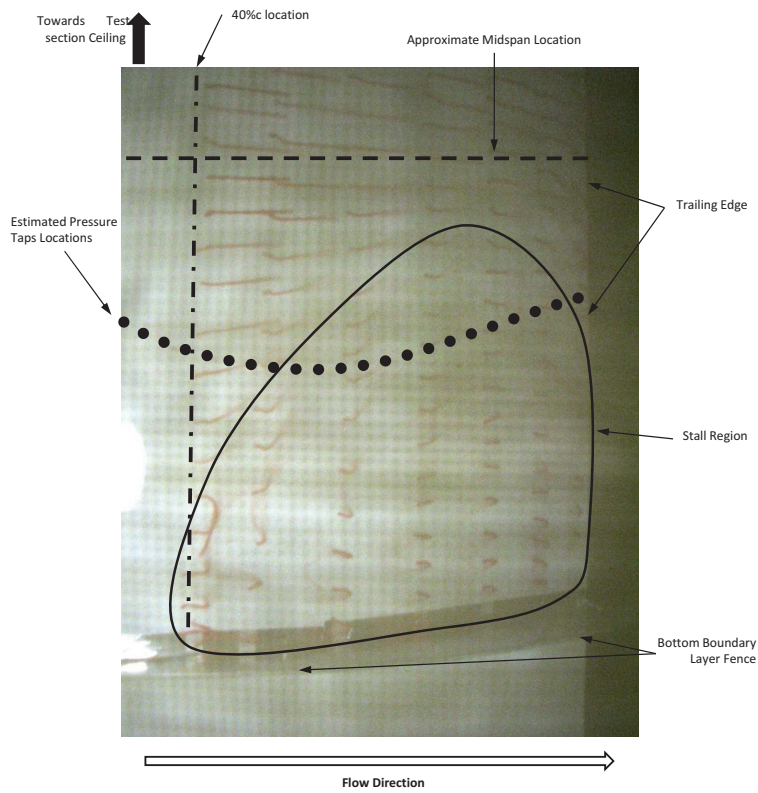 Towards Test
section Ceiling
40%c location
Approximate Midspan Location
Trailing Edge
Estimated Pressure
Taps Locations
Stall Region
Bottom Boundary
Layer Fence
Flow Direction